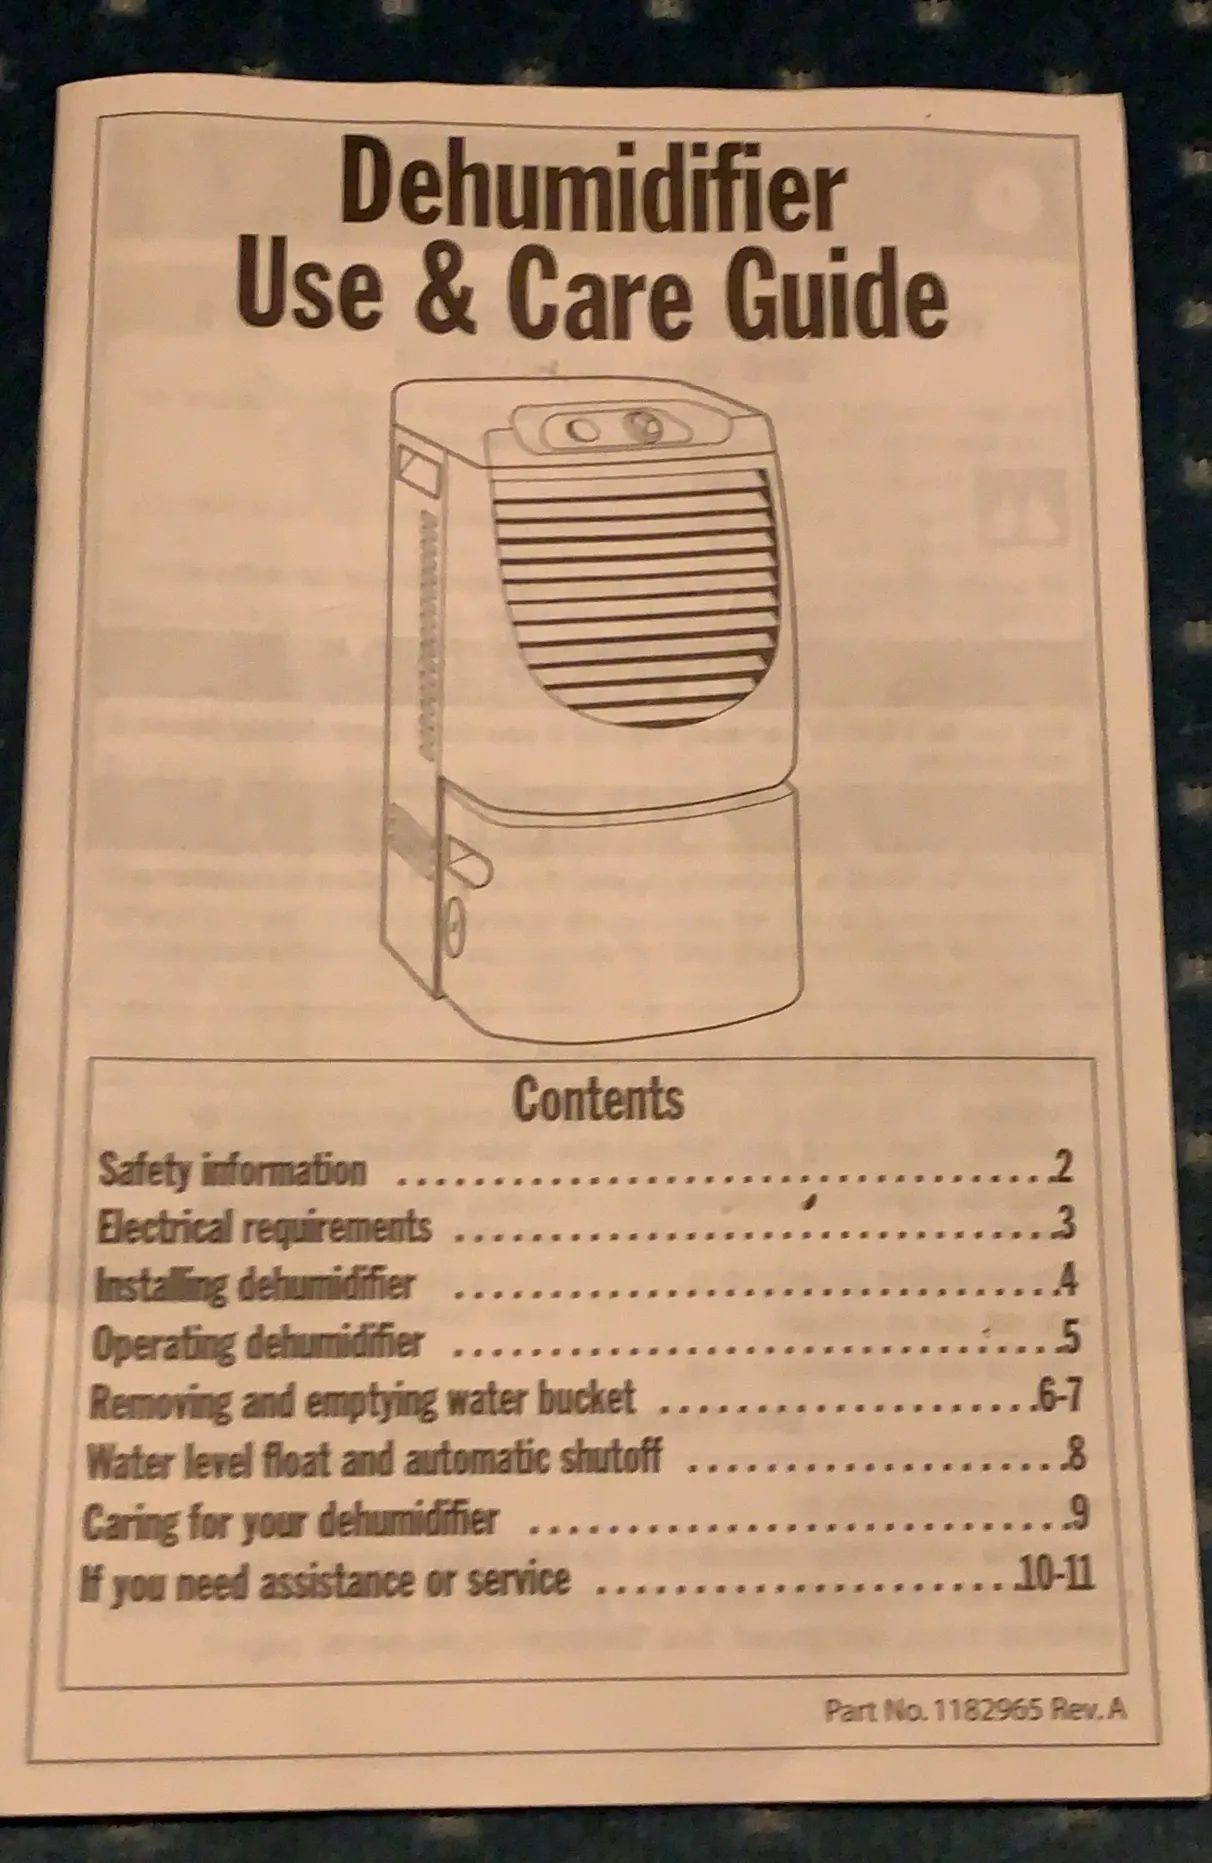 Dehumidifier
Use & Care Guide
Contents
Safety information ...................................2
Electrical requirements ................................3
Installing dehumidifier ................................4
Operating dehumidifier ................................5
Removing and emptying water bucket ....................6-7
Water level float and automatic shutoff ....................8
Caring for your dehumidifier ............................9
If you need assistance or service ......................10-11
Part No. 1182965 Rev. A